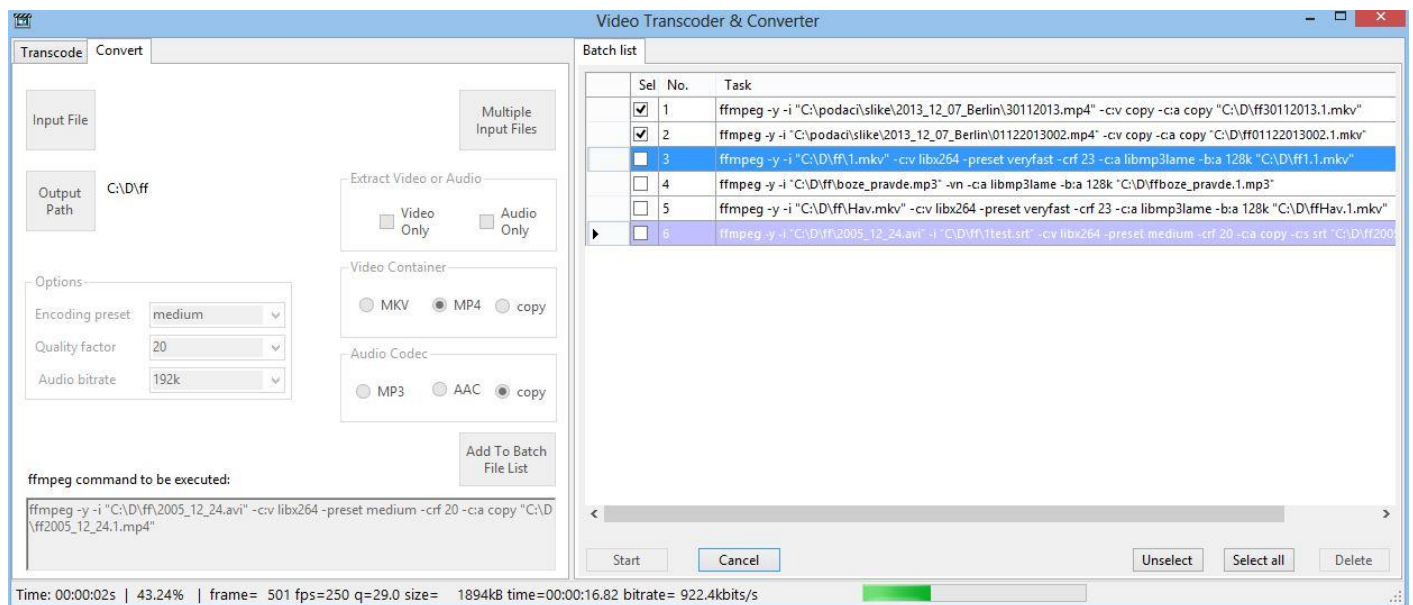 Video Transcoder & Converter
Transcode Convert
Input File
Multiple
Input Files
Output
Path
C:\D\ff
Extract Video or Audio
Video
Only
Audio
Only
Video Container
MKV MP4 copy
Options
Encoding preset medium
Quality factor 20
Audio bitrate 192k
Audio Codec
MP3 AAC copy
Add To Batch
File List
ffmpeg command to be executed:
ffmpeg -y -i "C:\D\ff\2005_12_24.avi" -c:v libx264 -preset medium -crf 20 -c:a copy "C:\D
\ff2005_12_24.1.mp4"
Batch list
Sel No. Task
1 ffmpeg -y -i "C:\podaci\slike\2013_12_07_Berlin\30112013.mp4" -c:v copy -c:a copy "C:\D\ff30112013.1.mkv"
2 ffmpeg -y -i "C:\podaci\slike\2013_12_07_Berlin\01122013002.mp4" -c:v copy -c:a copy "C:\D\ff01122013002.1.mkv"
3 ffmpeg -y -i "C:\D\ff\1.mkv" -c:v libx264 -preset veryfast -crf 23 -c:a libmp3lame -b:a 128k "C:\D\ff1.1.mkv"
4 ffmpeg -y -i "C:\D\ff\boze_pravde.mp3" -vn -c:a libmp3lame -b:a 128k "C:\D\ffboze_pravde.1.mp3"
5 ffmpeg -y -i "C:\D\ff\Hav.mkv" -c:v libx264 -preset veryfast -crf 23 -c:a libmp3lame -b:a 128k "C:\D\ffHav.1.mkv"
6 ffmpeg -y -i "C:\D\ff\2005_12_24.avi" -i "C\D\ff\1test.srt" -c:v libx264 -preset medium -crf 20 -c:a copy -c:s srt "C:\D\ff2005
Start Cancel Unselect Select all Delete
Time: 00:00:02s | 43.24% | frame= 501 fps=250 q=29.0 size= 1894kB time=00:00:16.82 bitrate= 922.4kbits/s